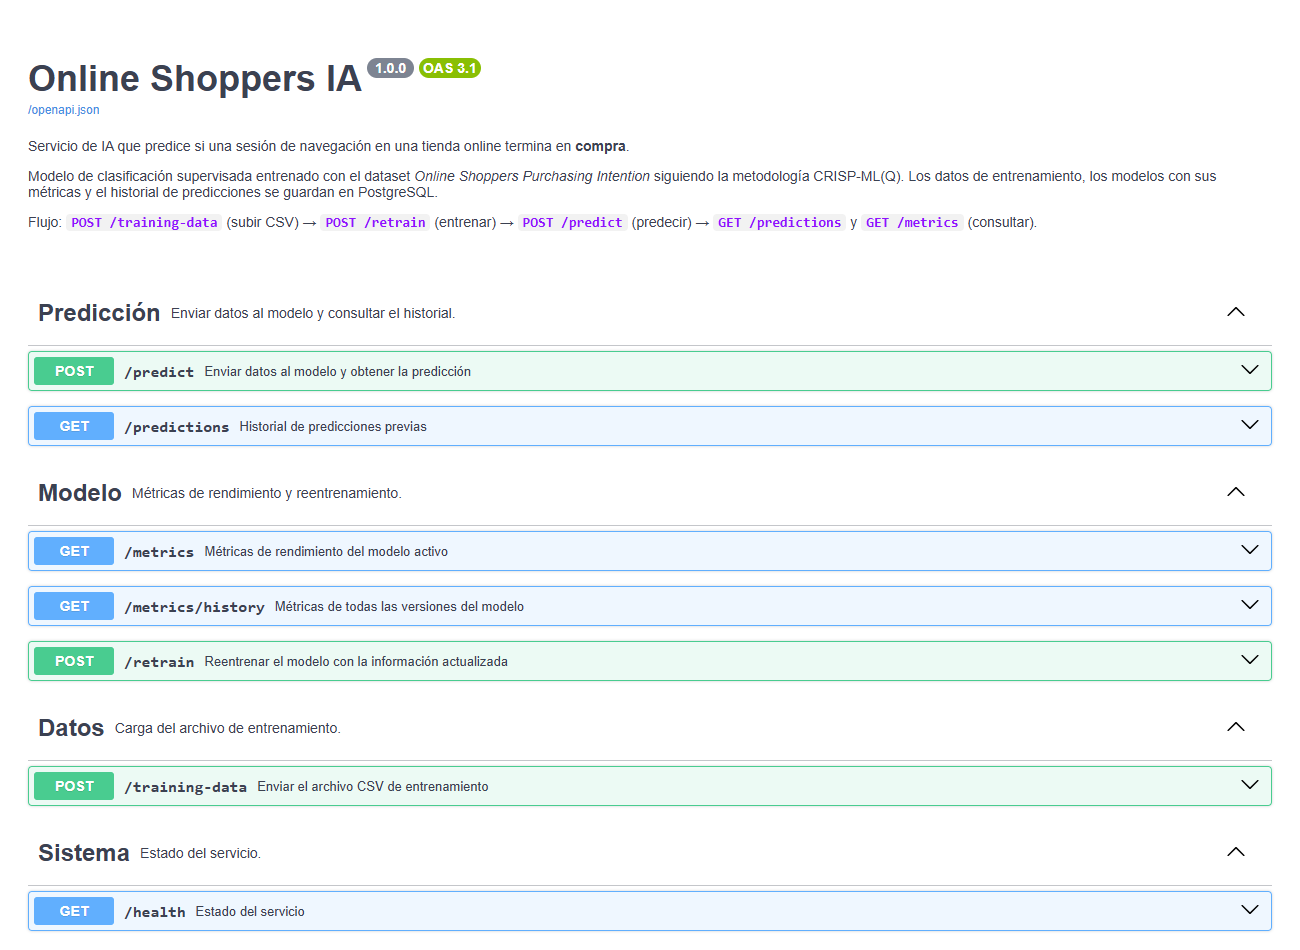 Online Shoppers IA 1.0.0 OAS 3.1
/openapi.json
Servicio de IA que predice si una sesión de navegación en una tienda online termina en compra.
Modelo de clasificación supervisada entrenado con el dataset Online Shoppers Purchasing Intention siguiendo la metodología CRISP-ML(Q). Los datos de entrenamiento, los modelos con sus
métricas y el historial de predicciones se guardan en PostgreSQL.
Flujo: POST /training-data (subir CSV) → POST /retrain (entrenar) → POST /predict (predecir) → GET /predictions y GET /metrics (consultar).
Predicción Enviar datos al modelo y consultar el historial.
POST /predict Enviar datos al modelo y obtener la predicción
GET /predictions Historial de predicciones previas
Modelo Métricas de rendimiento y reentrenamiento.
GET /metrics Métricas de rendimiento del modelo activo
GET /metrics/history Métricas de todas las versiones del modelo
POST /retrain Reentrenar el modelo con la información actualizada
Datos Carga del archivo de entrenamiento.
POST /training-data Enviar el archivo CSV de entrenamiento
Sistema Estado del servicio.
GET /health Estado del servicio